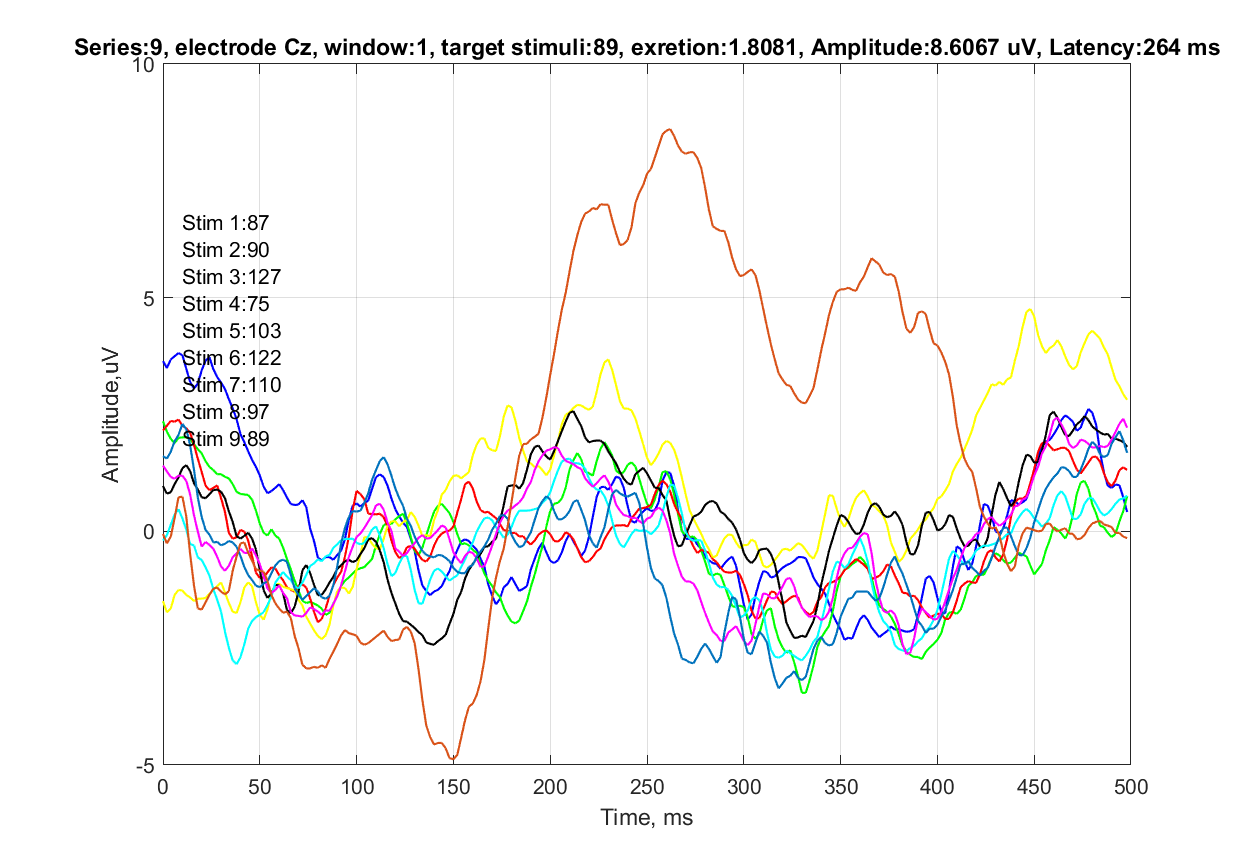 Series:9, electrode Cz, window:1, target stimuli:89, exretion:1.8081, Amplitude:8.6067 uV, Latency:264 ms
10
5
0
-5
Amplitude,uV
Stim 1:87
Stim 2:90
Stim 3:127
Stim 4:75
Stim 5:103
Stim 6:122
Stim 7:110
Stim 8:97
Stim 9:89
0 50 100 150 200 250 300 350 400 450 500
Time, ms